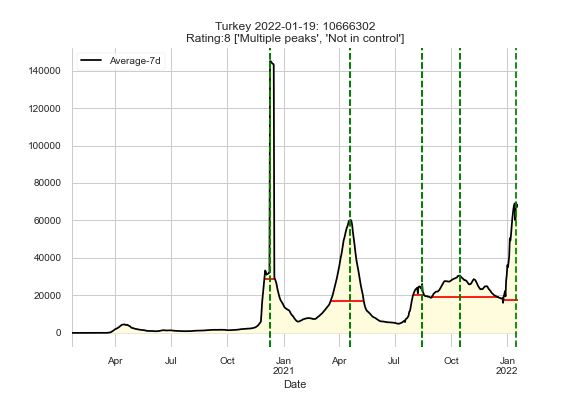 Turkey 2022-01-19: 10666302
Rating:8 ['Multiple peaks', 'Not in control']
Average-7d
140000
120000
100000
80000
60000
40000
20000
0
Apr Jul Oct Jan Apr Jul Oct Jan
2021 2022
Date